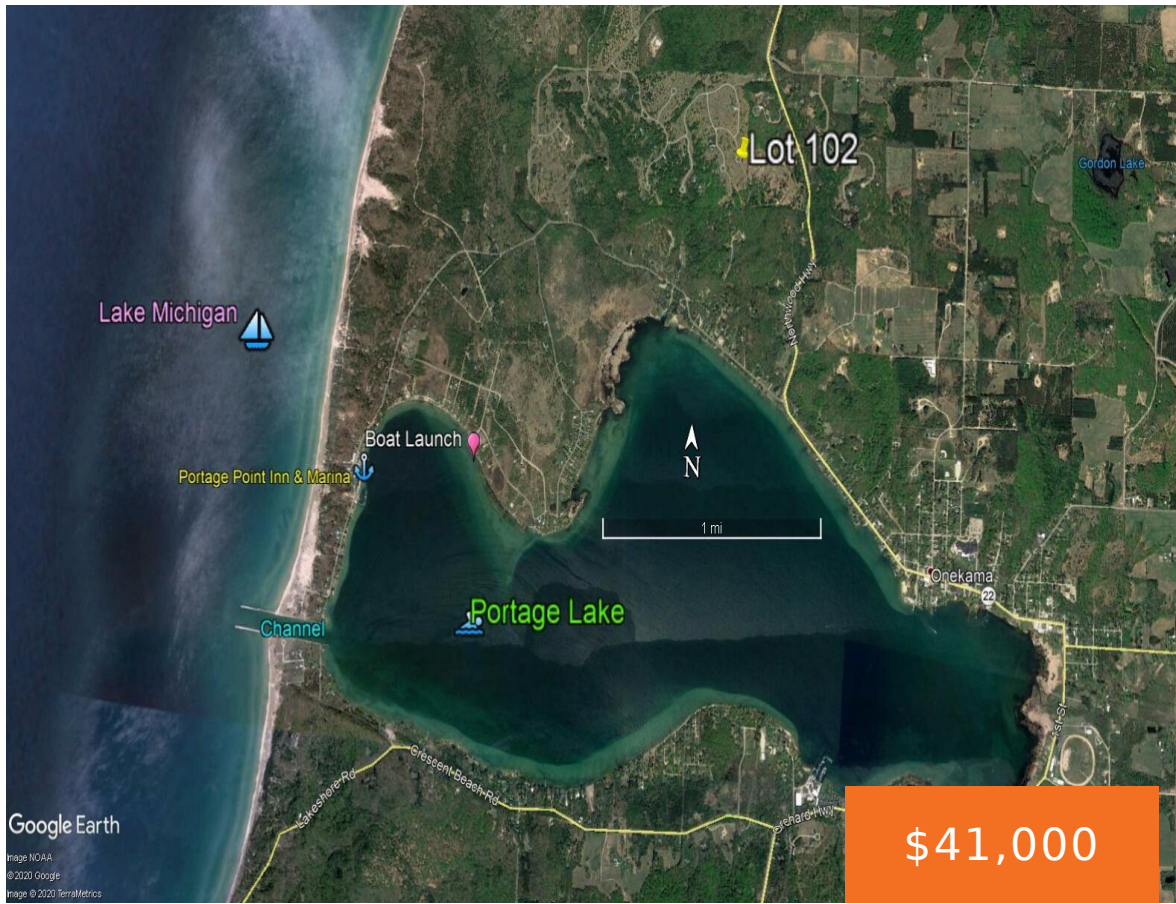 Lot 102
Gordon Lake
Northwood Hwy
Lake Michigan
Boat Launch
Portage Point Inn & Marina
N
1 mi
Onekama
22
Portage Lake
Channel
1st St
Lakeshore Rd
Crescent Beach Rd
Orchard Hwy
Google Earth
Image NOAA
©2020 Google
Image © 2020 TerraMetrics
$41,000